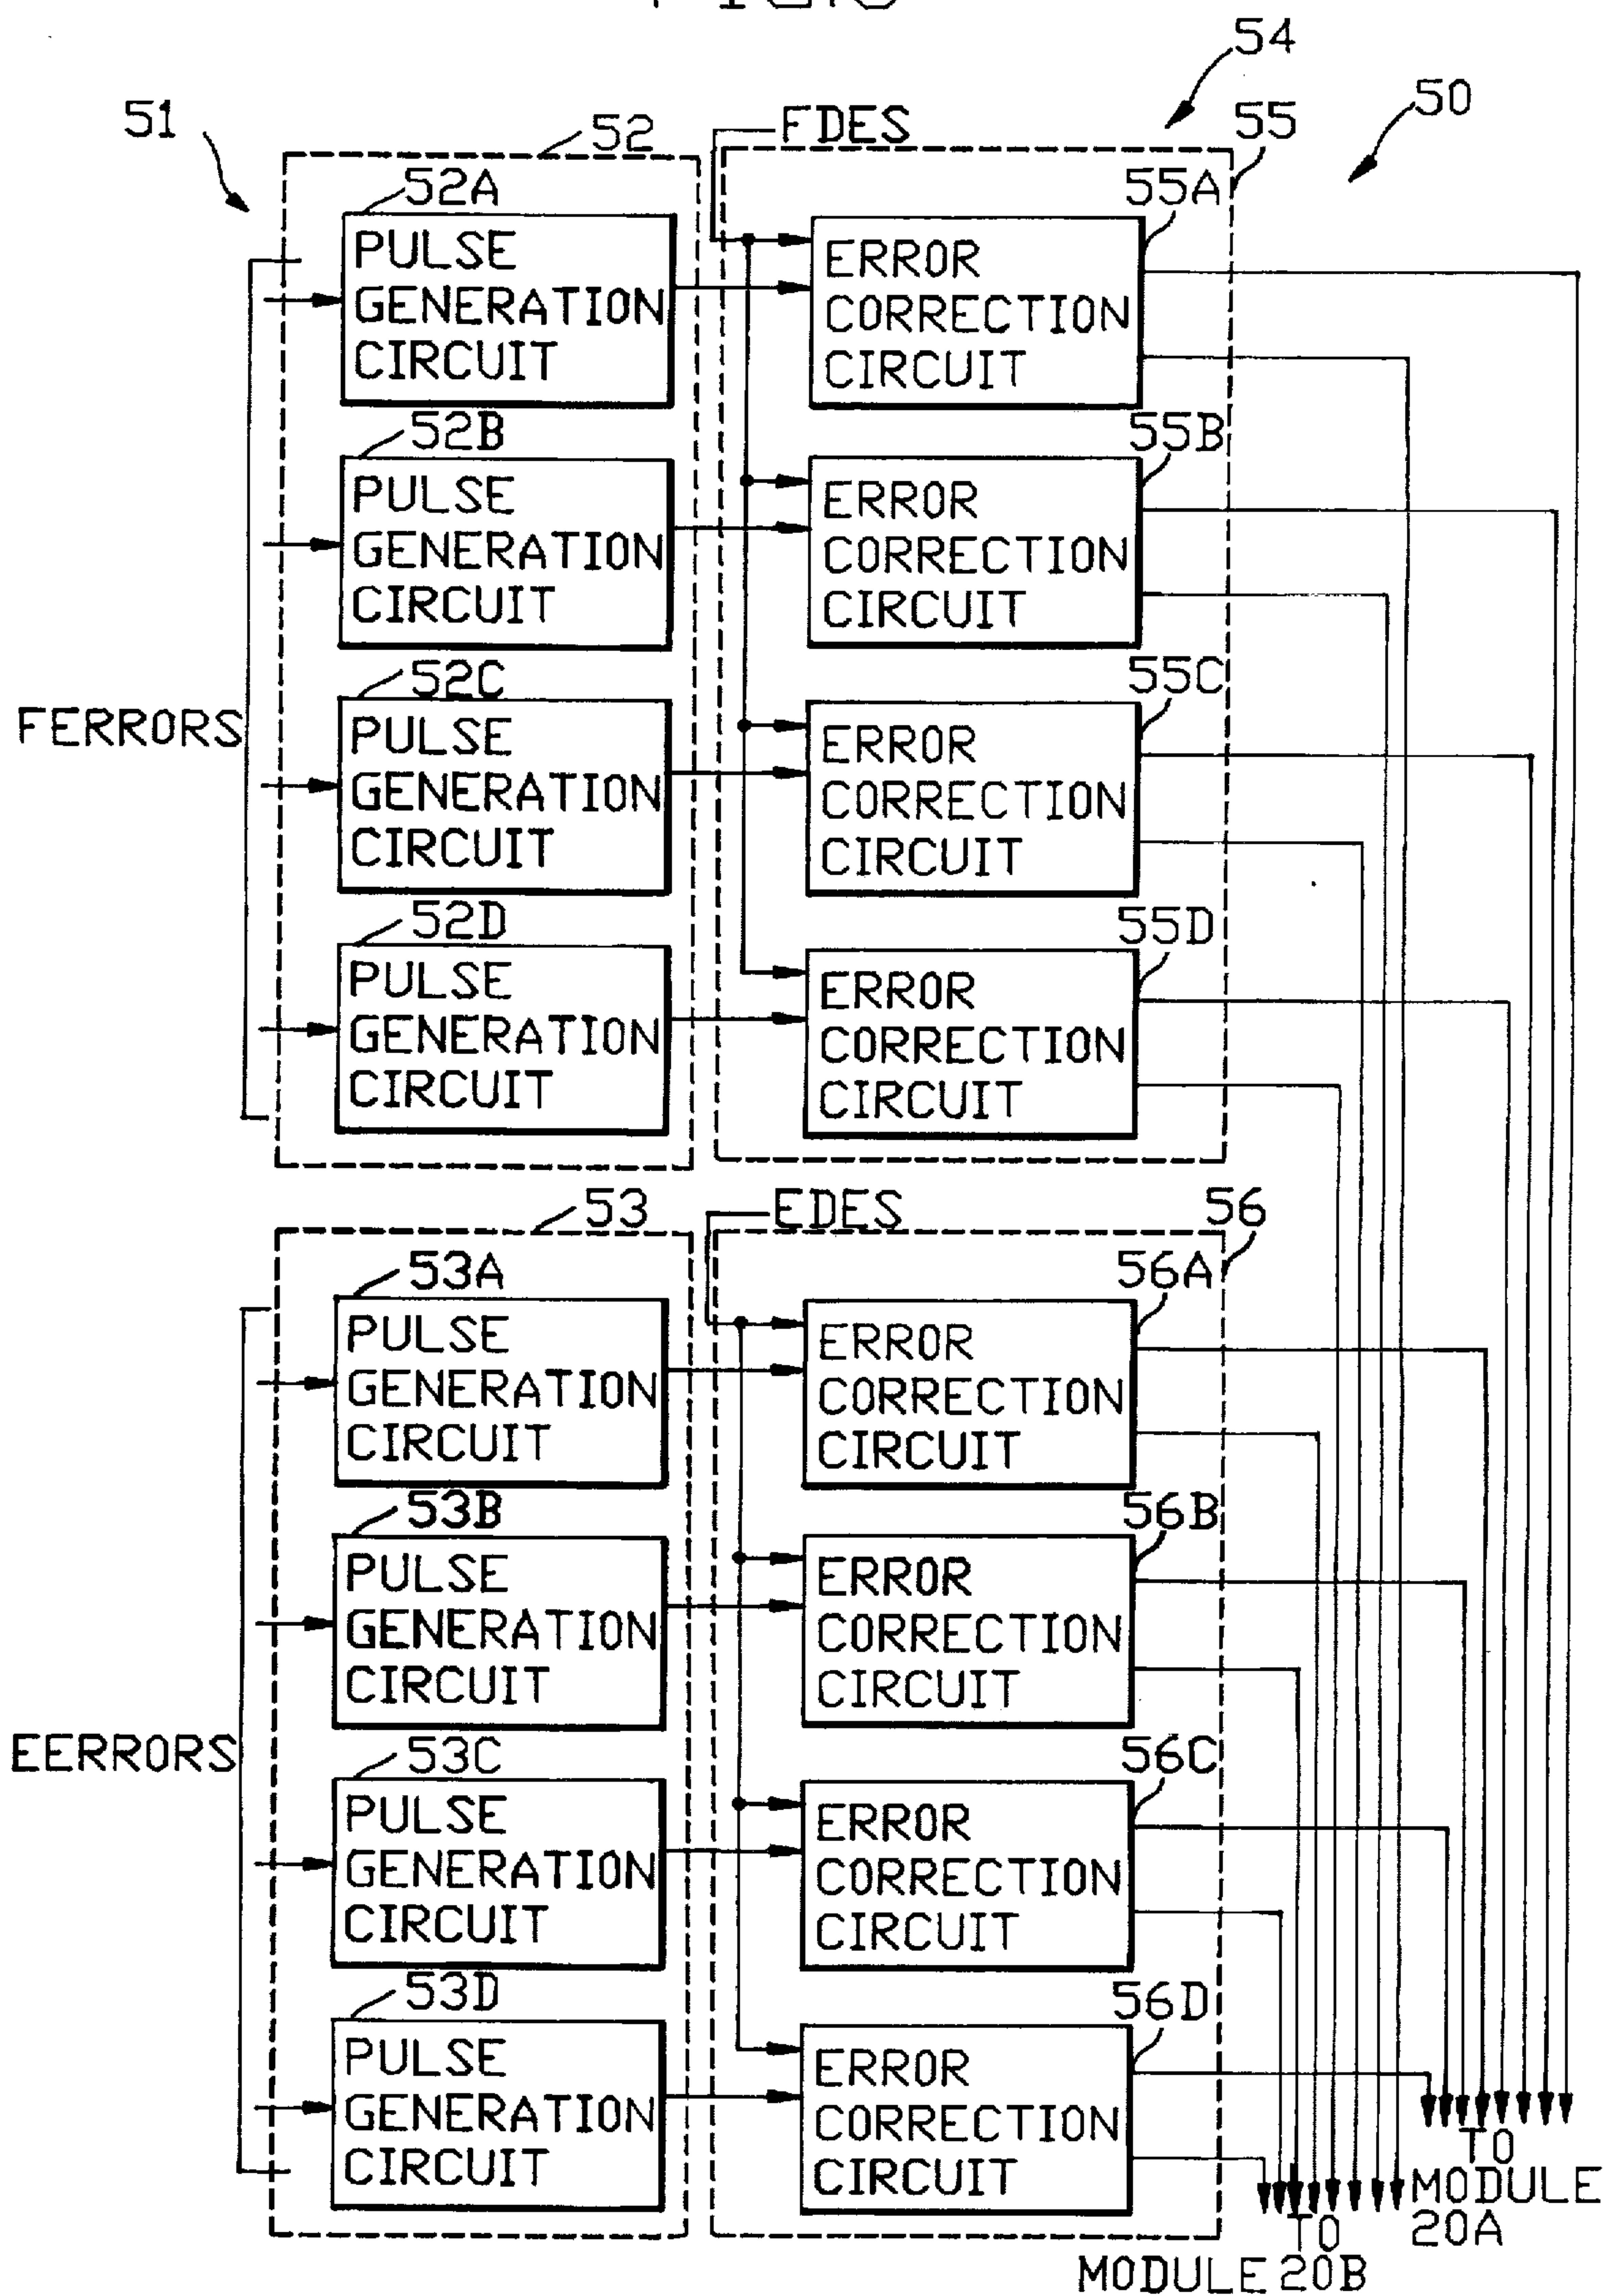 54
50
51
52
FDES
55
52A
55A
PULSE
GENERATION
CIRCUIT
ERROR
CORRECTION
CIRCUIT
52B
55B
PULSE
GENERATION
CIRCUIT
ERROR
CORRECTION
CIRCUIT
52C
55C
FERRORS
PULSE
GENERATION
CIRCUIT
ERROR
CORRECTION
CIRCUIT
52D
55D
PULSE
GENERATION
CIRCUIT
ERROR
CORRECTION
CIRCUIT
53
EDES
56
53A
56A
PULSE
GENERATION
CIRCUIT
ERROR
CORRECTION
CIRCUIT
53B
56B
PULSE
GENERATION
CIRCUIT
ERROR
CORRECTION
CIRCUIT
EERRORS
53C
56C
PULSE
GENERATION
CIRCUIT
ERROR
CORRECTION
CIRCUIT
53D
56D
PULSE
GENERATION
CIRCUIT
ERROR
CORRECTION
CIRCUIT
TO
MODULE
20A
TO
MODULE 20B